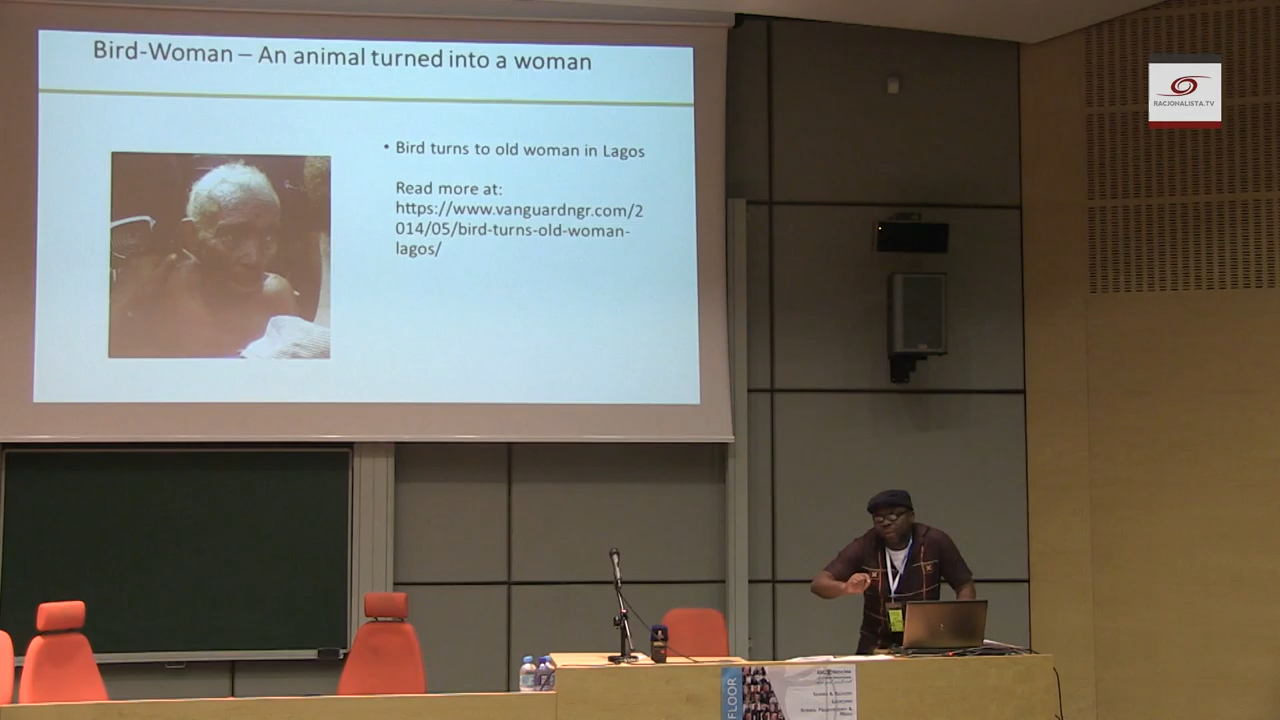 Bird-Woman – An animal turned into a woman
• Bird turns to old woman in Lagos
Read more at:
https://www.vanguardngr.com/2
014/05/bird-turns-old-woman-
lagos/
RACJONALISTA.TV
FLOOR